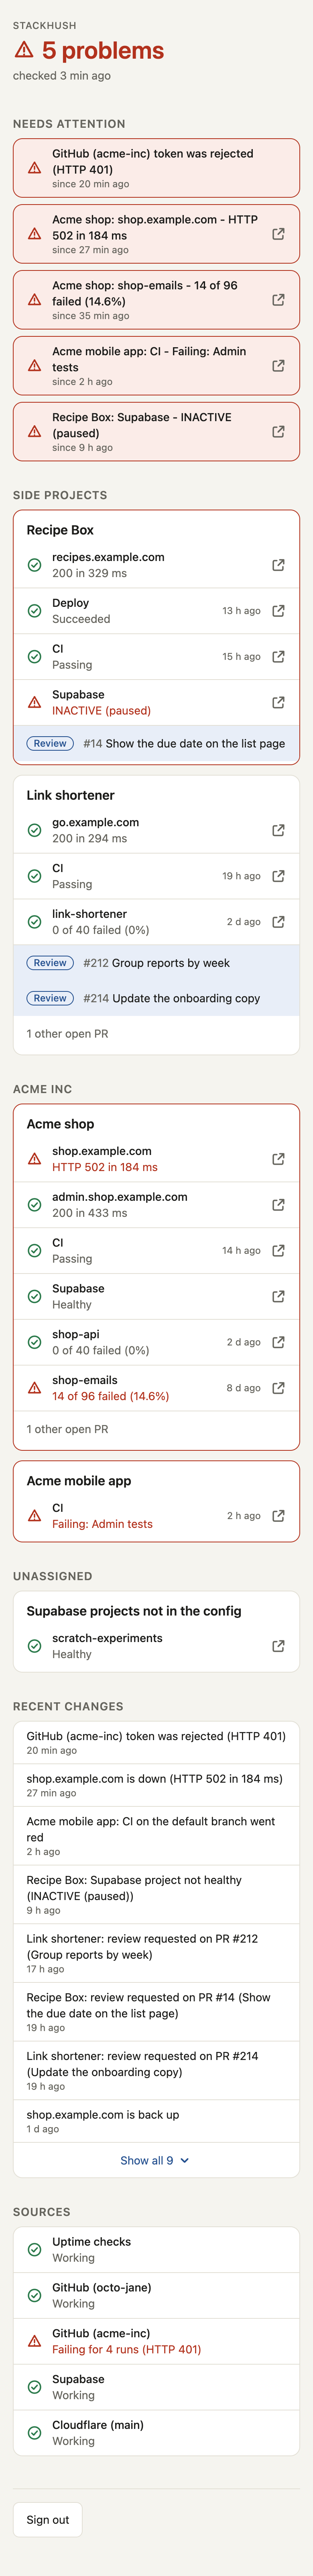 STACKHUSH
5 problems
checked 3 min ago
NEEDS ATTENTION
GitHub (acme-inc) token was rejected
(HTTP 401)
since 20 min ago
Acme shop: shop.example.com - HTTP
502 in 184 ms
since 27 min ago
Acme shop: shop-emails - 14 of 96
failed (14.6%)
since 35 min ago
Acme mobile app: CI - Failing: Admin
tests
since 2 h ago
Recipe Box: Supabase - INACTIVE
(paused)
since 9 h ago
SIDE PROJECTS
Recipe Box
recipes.example.com
200 in 329 ms
Deploy
Succeeded
13 h ago
CI
Passing
15 h ago
Supabase
INACTIVE (paused)
Review #14 Show the due date on the list page
Link shortener
go.example.com
200 in 294 ms
CI
Passing
19 h ago
link-shortener
0 of 40 failed (0%)
2 d ago
Review #212 Group reports by week
Review #214 Update the onboarding copy
1 other open PR
ACME INC
Acme shop
shop.example.com
HTTP 502 in 184 ms
admin.shop.example.com
200 in 433 ms
CI
Passing
14 h ago
Supabase
Healthy
shop-api
0 of 40 failed (0%)
2 d ago
shop-emails
14 of 96 failed (14.6%)
8 d ago
1 other open PR
Acme mobile app
CI
Failing: Admin tests
2 h ago
UNASSIGNED
Supabase projects not in the config
scratch-experiments
Healthy
RECENT CHANGES
GitHub (acme-inc) token was rejected (HTTP 401)
20 min ago
shop.example.com is down (HTTP 502 in 184 ms)
27 min ago
Acme mobile app: CI on the default branch went
red
2 h ago
Recipe Box: Supabase project not healthy
(INACTIVE (paused))
9 h ago
Link shortener: review requested on PR #212
(Group reports by week)
17 h ago
Recipe Box: review requested on PR #14 (Show
the due date on the list page)
19 h ago
Link shortener: review requested on PR #214
(Update the onboarding copy)
19 h ago
shop.example.com is back up
1 d ago
Show all 9
SOURCES
Uptime checks
Working
GitHub (octo-jane)
Working
GitHub (acme-inc)
Failing for 4 runs (HTTP 401)
Supabase
Working
Cloudflare (main)
Working
Sign out